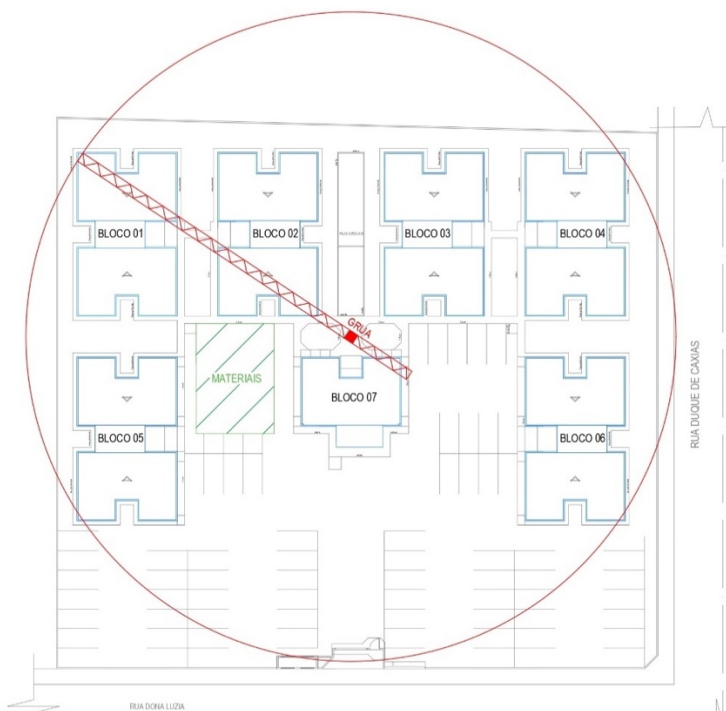 BLOCO 01
BLOCO 02
BLOCO 03
BLOCO 04
GRUA
MATERIAIS
BLOCO 07
BLOCO 05
BLOCO 06
RUA DUQUE DE CAXIAS
RUA DONA LUZIA